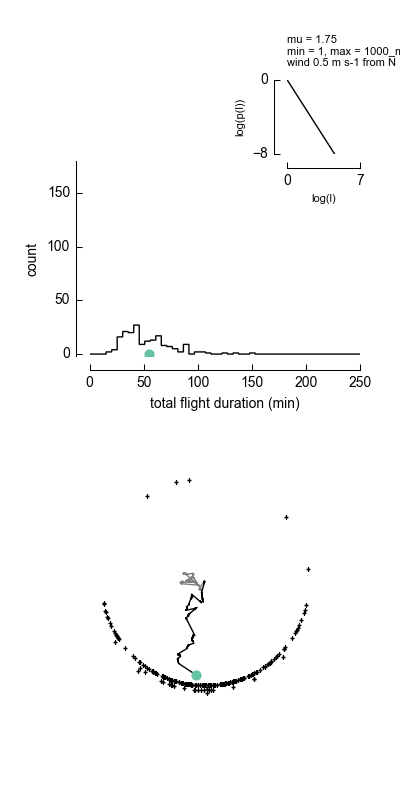 mu = 1.75
min = 1, max = 1000_m
wind 0.5 m s-1 from N
0
log(p(l))
−8
0 7
log(l)
150
100
count
50
0
0 50 100 150 200 250
total flight duration (min)